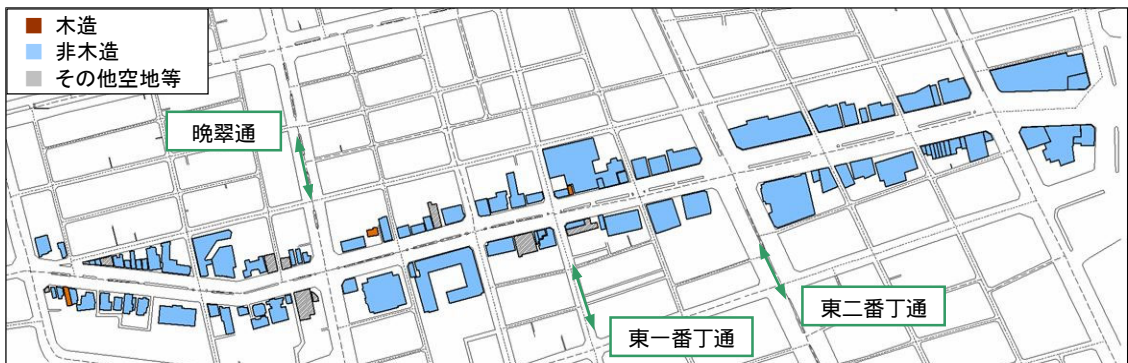 木造
非木造
その他空地等
晩翠通
東一番丁通
東二番丁通